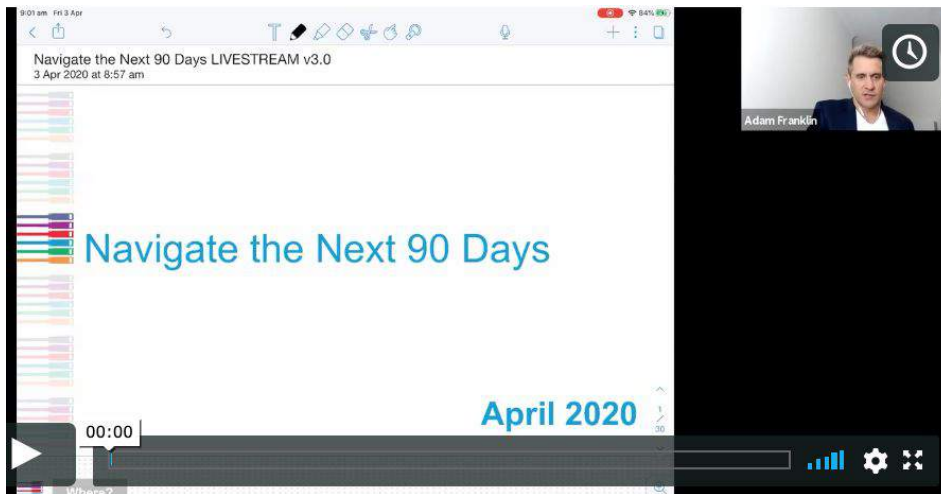 9:01 am Fri 3 Apr
84%
Navigate the Next 90 Days LIVESTREAM v3.0
3 Apr 2020 at 8:57 am
Adam Franklin
Navigate the Next 90 Days
April 2020
1
30
00:00
Where?